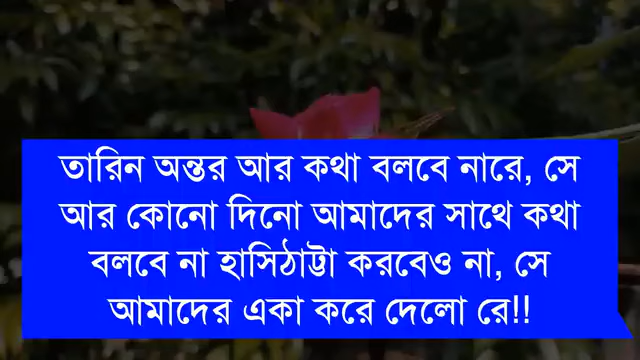 তারিন অন্তর আর কথা বলবে নারে, সে
আর কোনো দিনো আমাদের সাথে কথা
বলবে না হাসিঠাট্টা করবেও না, সে
আমাদের একা করে দেলো রে!!